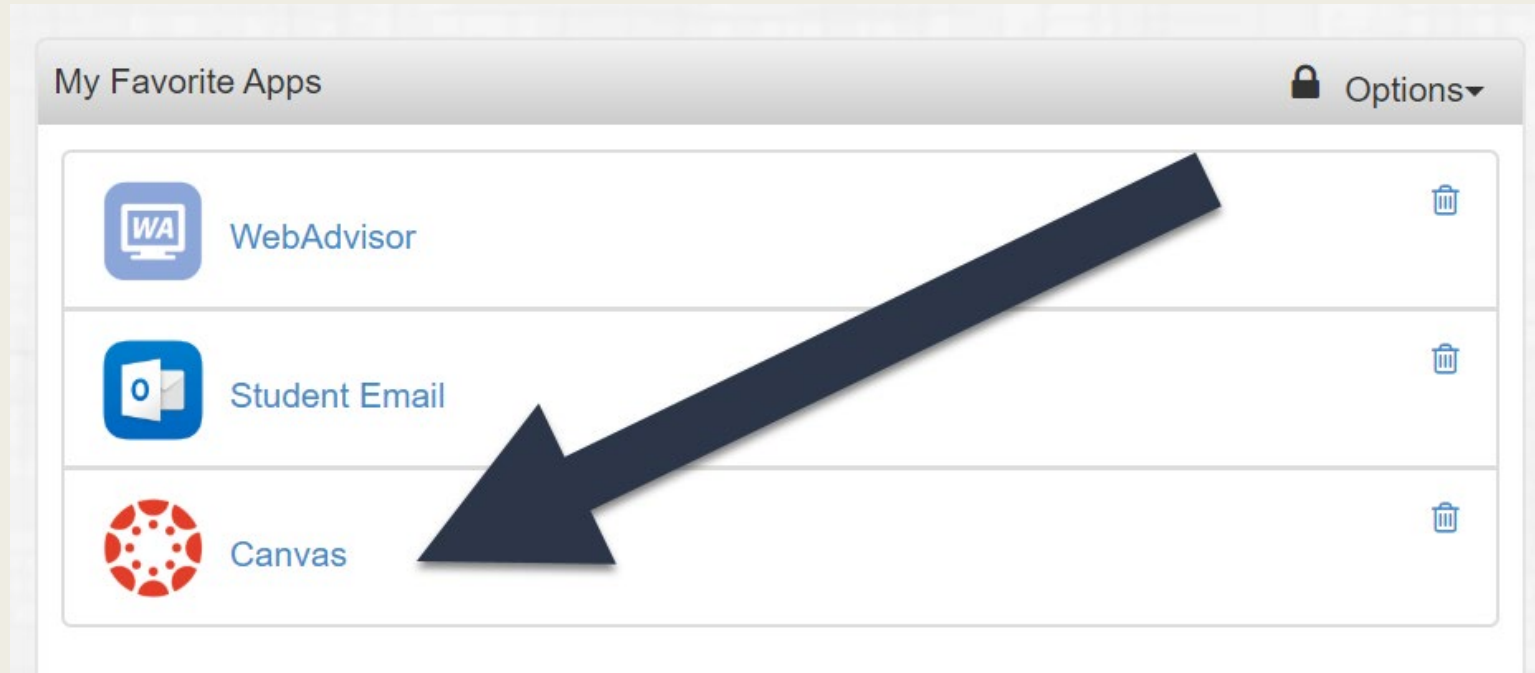 My Favorite Apps
Options
WA
WebAdvisor
O
Student Email
Canvas